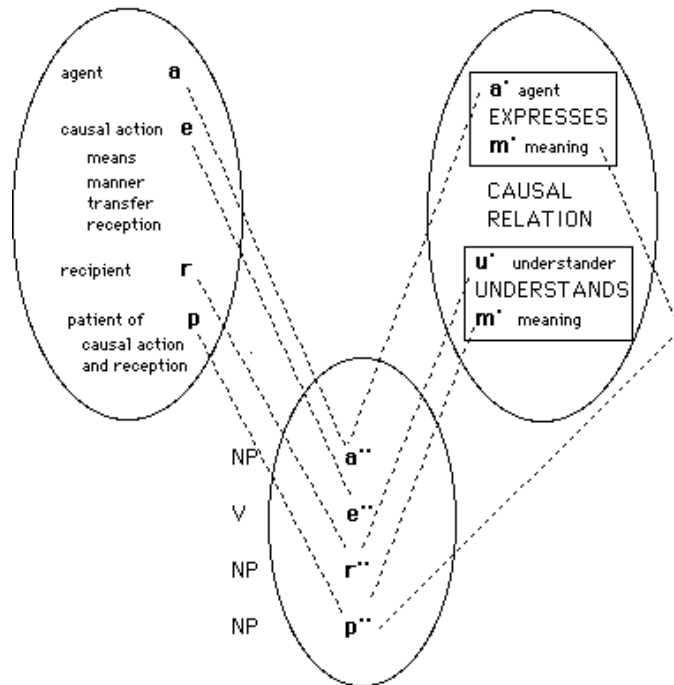 agent a
causal action e
means
manner
transfer
reception
recipient r
patient of p
causal action
and reception
a' agent
EXPRESSES
m' meaning
CAUSAL
RELATION
u' understander
UNDERSTANDS
m' meaning
NP a''
V e''
NP r''
NP p''